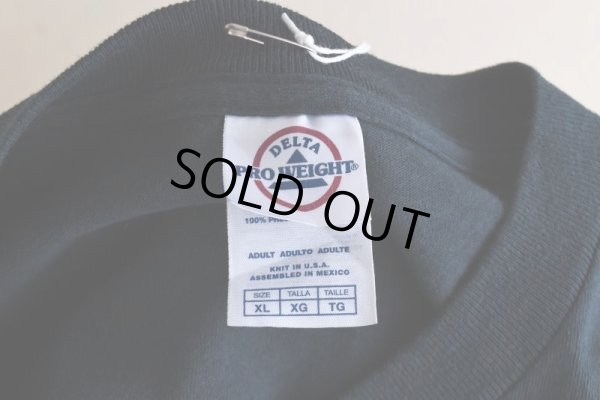 DELTA
PRO WEIGHT®
SOLD OUT
100%
ADULT ADULTO ADULTE
KNIT IN U.S.A.
ASSEMBLED IN MEXICO
SIZE TALLA TAILLE
XL XG TG